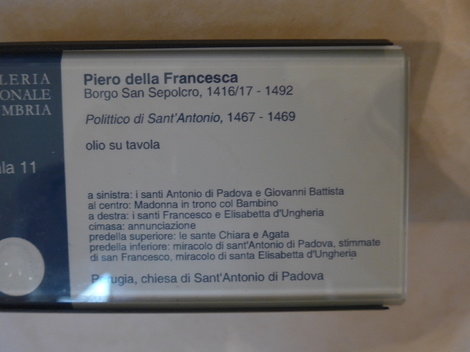 LERIA
ONALE
MBRIA
ala 11
Piero della Francesca
Borgo San Sepolcro, 1416/17 - 1492
Polittico di Sant'Antonio, 1467 - 1469
olio su tavola
a sinistra: i santi Antonio di Padova e Giovanni Battista
al centro: Madonna in trono col Bambino
a destra: i santi Francesco e Elisabetta d'Ungheria
cimasa: annunciazione
predella superiore: le sante Chiara e Agata
predella inferiore: miracolo di sant'Antonio di Padova, stimmate
di san Francesco, miracolo di santa Elisabetta d'Ungheria
Perugia, chiesa di Sant'Antonio di Padova